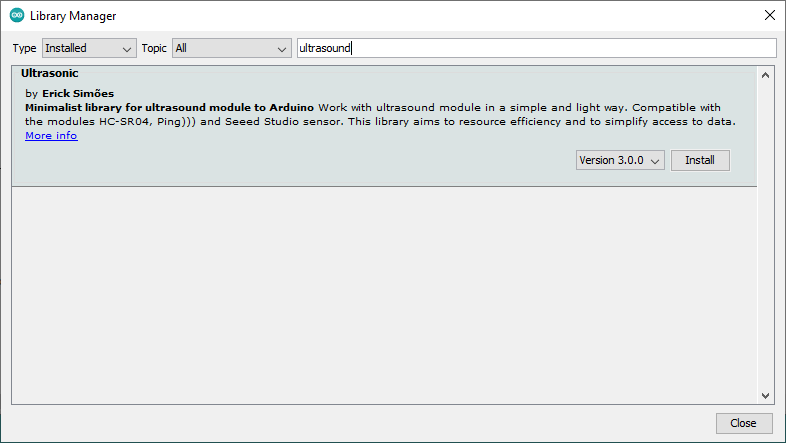 Library Manager
Type Installed Topic All ultrasound
Ultrasonic
by Erick Simões
Minimalist library for ultrasound module to Arduino Work with ultrasound module in a simple and light way. Compatible with
the modules HC-SR04, Ping))) and Seeed Studio sensor. This library aims to resource efficiency and to simplify access to data.
More info
Version 3.0.0 Install
Close